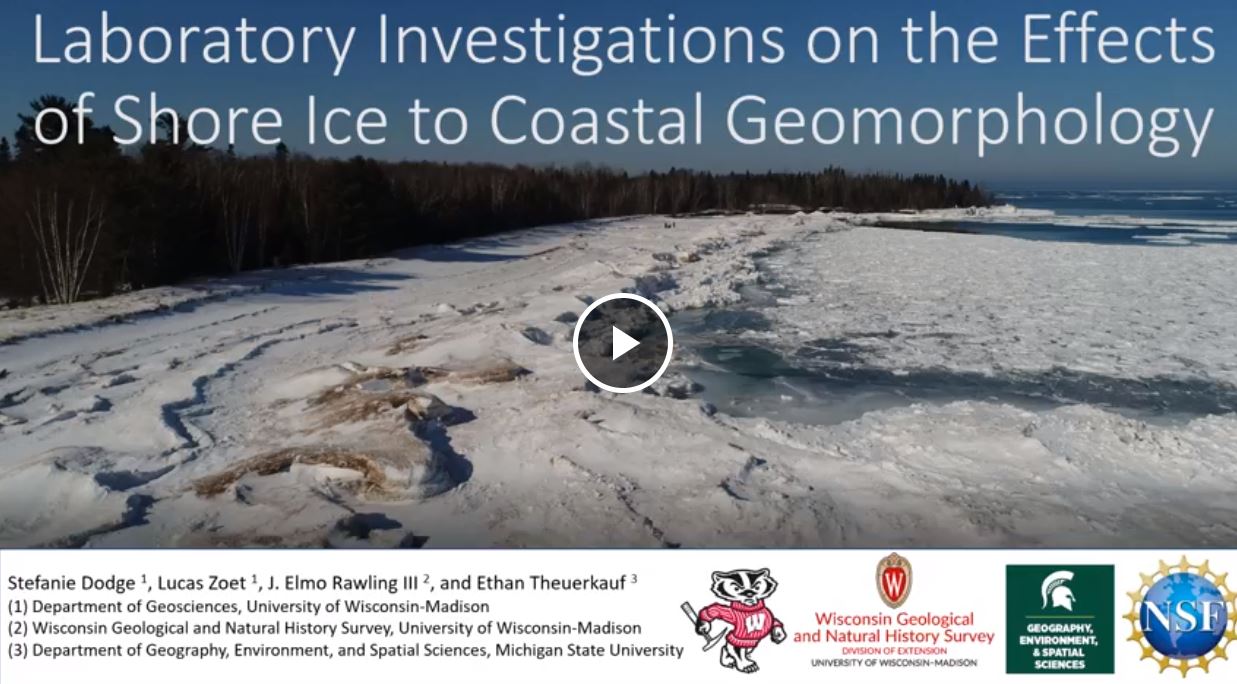 Laboratory Investigations on the Effects
of Shore Ice to Coastal Geomorphology
Stefanie Dodge ¹, Lucas Zoet ¹, J. Elmo Rawling III ², and Ethan Theuerkauf ³
(1) Department of Geosciences, University of Wisconsin-Madison
(2) Wisconsin Geological and Natural History Survey, University of Wisconsin-Madison
(3) Department of Geography, Environment, and Spatial Sciences, Michigan State University
W
W
Wisconsin Geological
and Natural History Survey
DIVISION OF EXTENSION
UNIVERSITY OF WISCONSIN–MADISON
GEOGRAPHY,
ENVIRONMENT,
& SPATIAL
SCIENCES
NSF